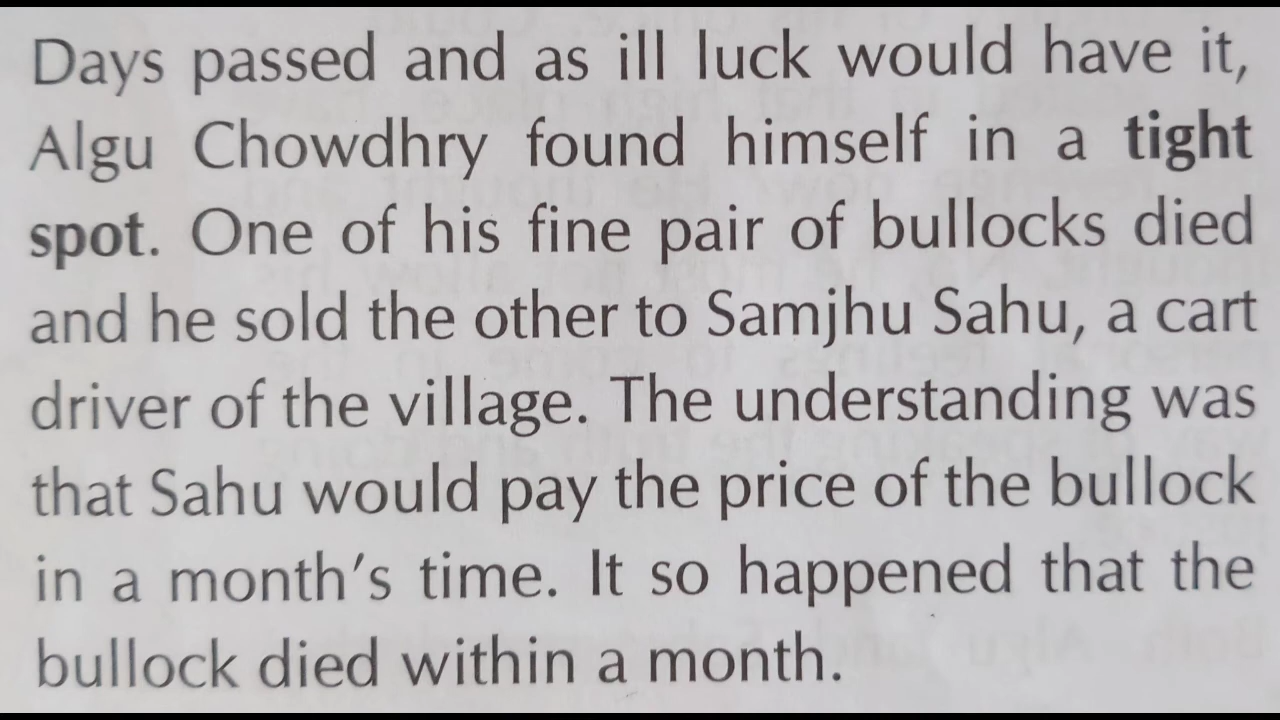 Days passed and as ill luck would have it,
Algu Chowdhry found himself in a tight
spot. One of his fine pair of bullocks died
and he sold the other to Samjhu Sahu, a cart
driver of the village. The understanding was
that Sahu would pay the price of the bullock
in a month's time. It so happened that the
bullock died within a month.